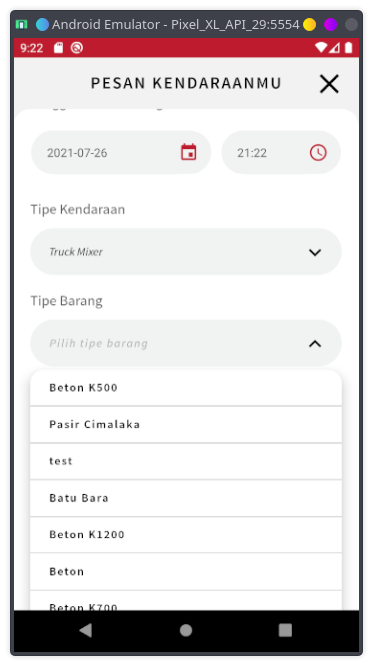 Android Emulator - Pixel_XL_API_29:5554
9:22
PESAN KENDARAANMU
2021-07-26
21:22
Tipe Kendaraan
Truck Mixer
Tipe Barang
Pilih tipe barang
Beton K500
Pasir Cimalaka
test
Batu Bara
Beton K1200
Beton
Beton K700